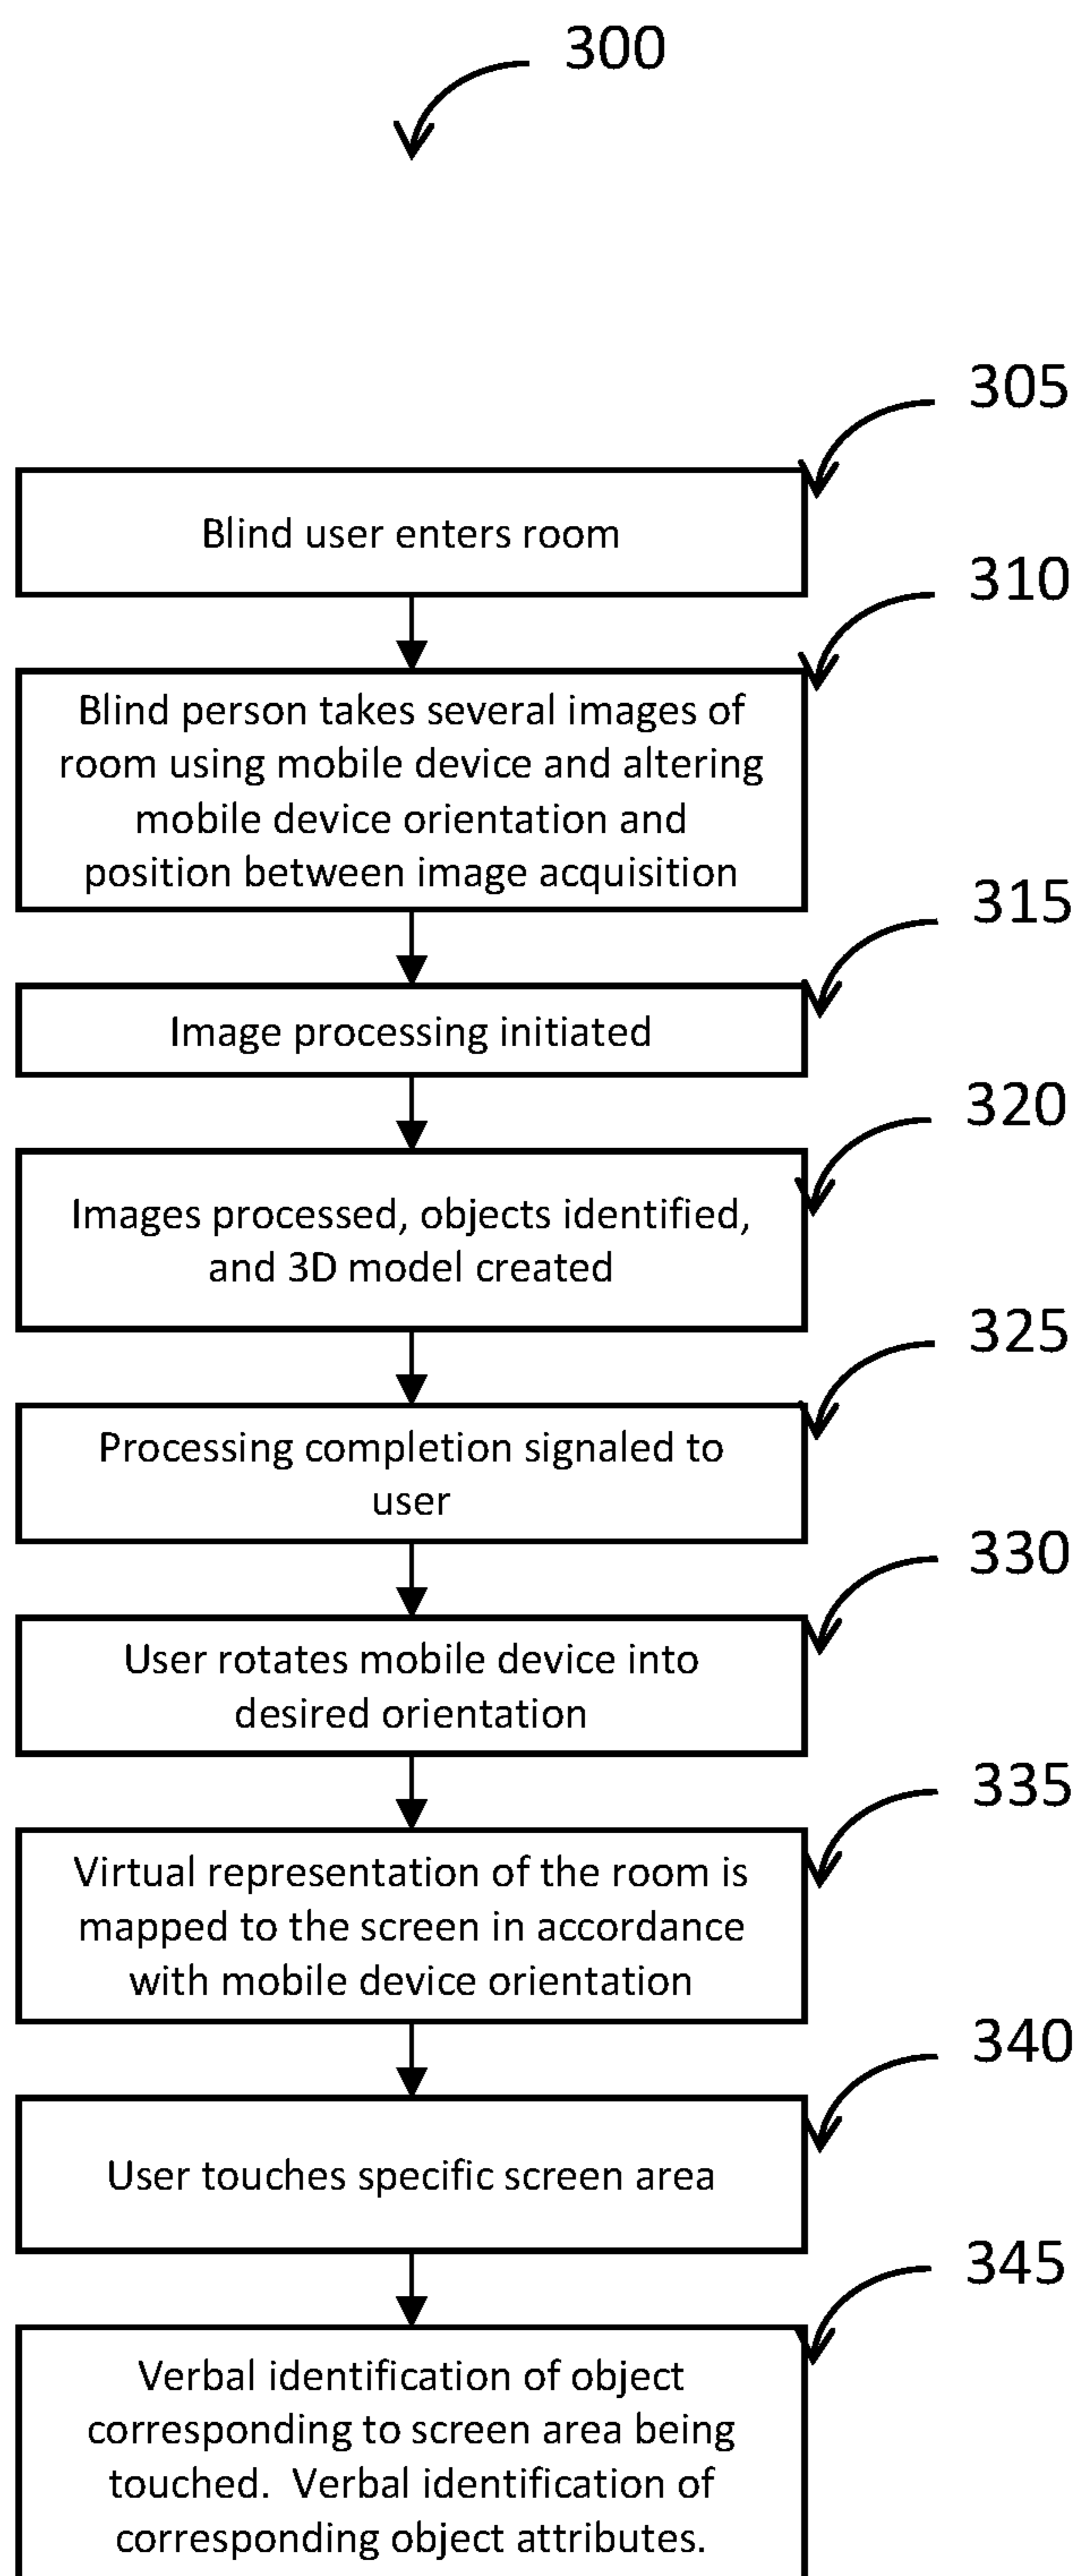 300
305
Blind user enters room
310
Blind person takes several images of
room using mobile device and altering
mobile device orientation and
position between image acquisition
315
Image processing initiated
320
Images processed, objects identified,
and 3D model created
325
Processing completion signaled to
user
330
User rotates mobile device into
desired orientation
335
Virtual representation of the room is
mapped to the screen in accordance
with mobile device orientation
340
User touches specific screen area
345
Verbal identification of object
corresponding to screen area being
touched.  Verbal identification of
corresponding object attributes.